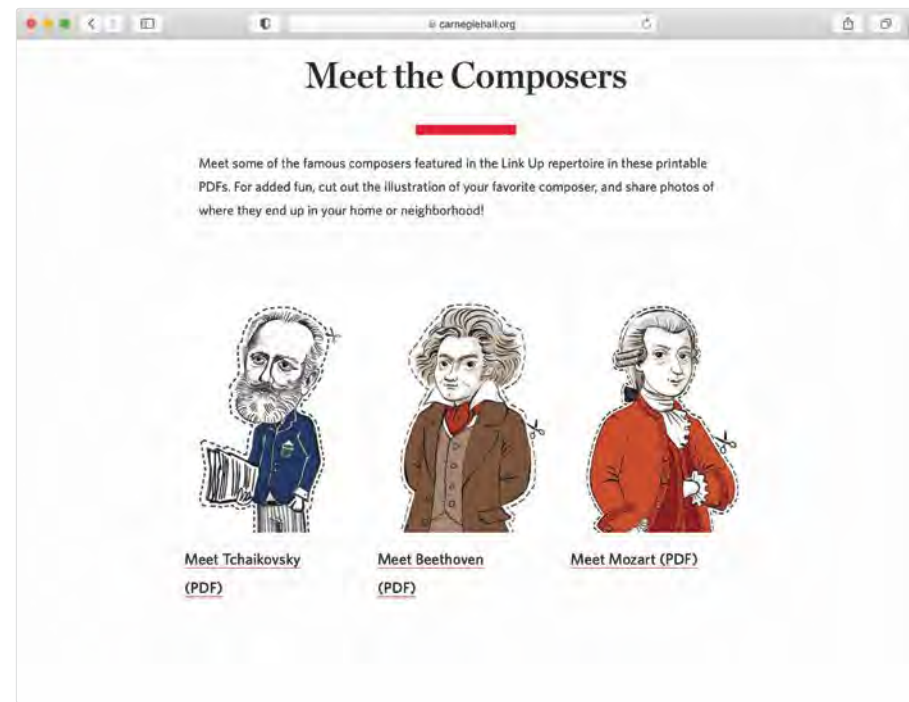 carnegiehall.org
Meet the Composers
Meet some of the famous composers featured in the Link Up repertoire in these printable
PDFs. For added fun, cut out the illustration of your favorite composer, and share photos of
where they end up in your home or neighborhood!
Meet Tchaikovsky
(PDF)
Meet Beethoven
(PDF)
Meet Mozart (PDF)